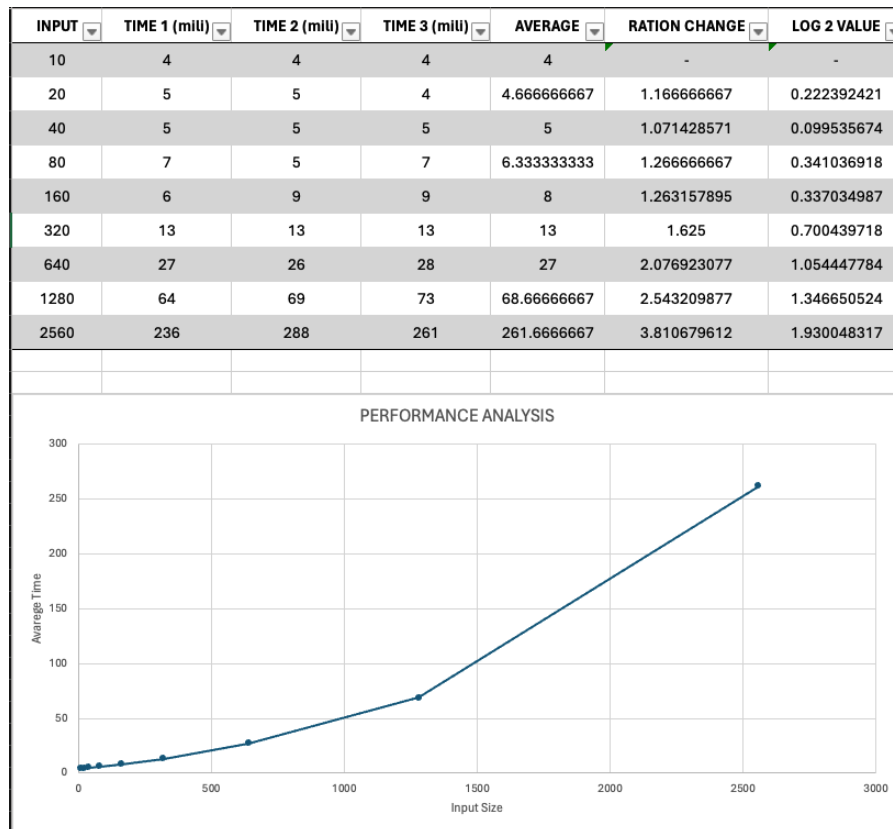 INPUT TIME 1 (mili) TIME 2 (mili) TIME 3 (mili) AVERAGE RATION CHANGE LOG 2 VALUE
10 4 4 4 4 - -
20 5 5 4 4.666666667 1.166666667 0.222392421
40 5 5 5 5 1.071428571 0.099535674
80 7 5 7 6.333333333 1.266666667 0.341036918
160 6 9 9 8 1.263157895 0.337034987
320 13 13 13 13 1.625 0.700439718
640 27 26 28 27 2.076923077 1.054447784
1280 64 69 73 68.66666667 2.543209877 1.346650524
2560 236 288 261 261.6666667 3.810679612 1.930048317
PERFORMANCE ANALYSIS
300
250
200
150
100
50
0
Avarege Time
0 500 1000 1500 2000 2500 3000
Input Size